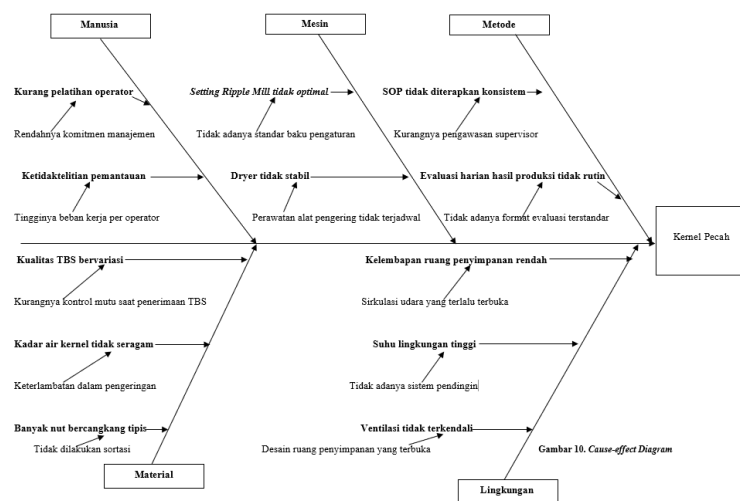 Manusia
Mesin
Metode
Kurang pelatihan operator
Setting Ripple Mill tidak optimal
SOP tidak diterapkan konsistem
Rendahnya komitmen manajemen
Tidak adanya standar baku pengaturan
Kurangnya pengawasan supervisor
Ketidaktelitian pemantauan
Dryer tidak stabil
Evaluasi harian hasil produksi tidak rutin
Tingginya beban kerja per operator
Perawatan alat pengering tidak terjadwal
Tidak adanya format evaluasi terstandar
Kernel Pecah
Kualitas TBS bervariasi
Kelembapan ruang penyimpanan rendah
Kurangnya kontrol mutu saat penerimaan TBS
Sirkulasi udara yang terlalu terbuka
Kadar air kernel tidak seragam
Suhu lingkungan tinggi
Keterlambatan dalam pengeringan
Tidak adanya sistem pendingin
Banyak nut bercangkang tipis
Ventilasi tidak terkendali
Tidak dilakukan sortasi
Desain ruang penyimpanan yang terbuka
Gambar 10. Cause-effect Diagram
Material
Lingkungan